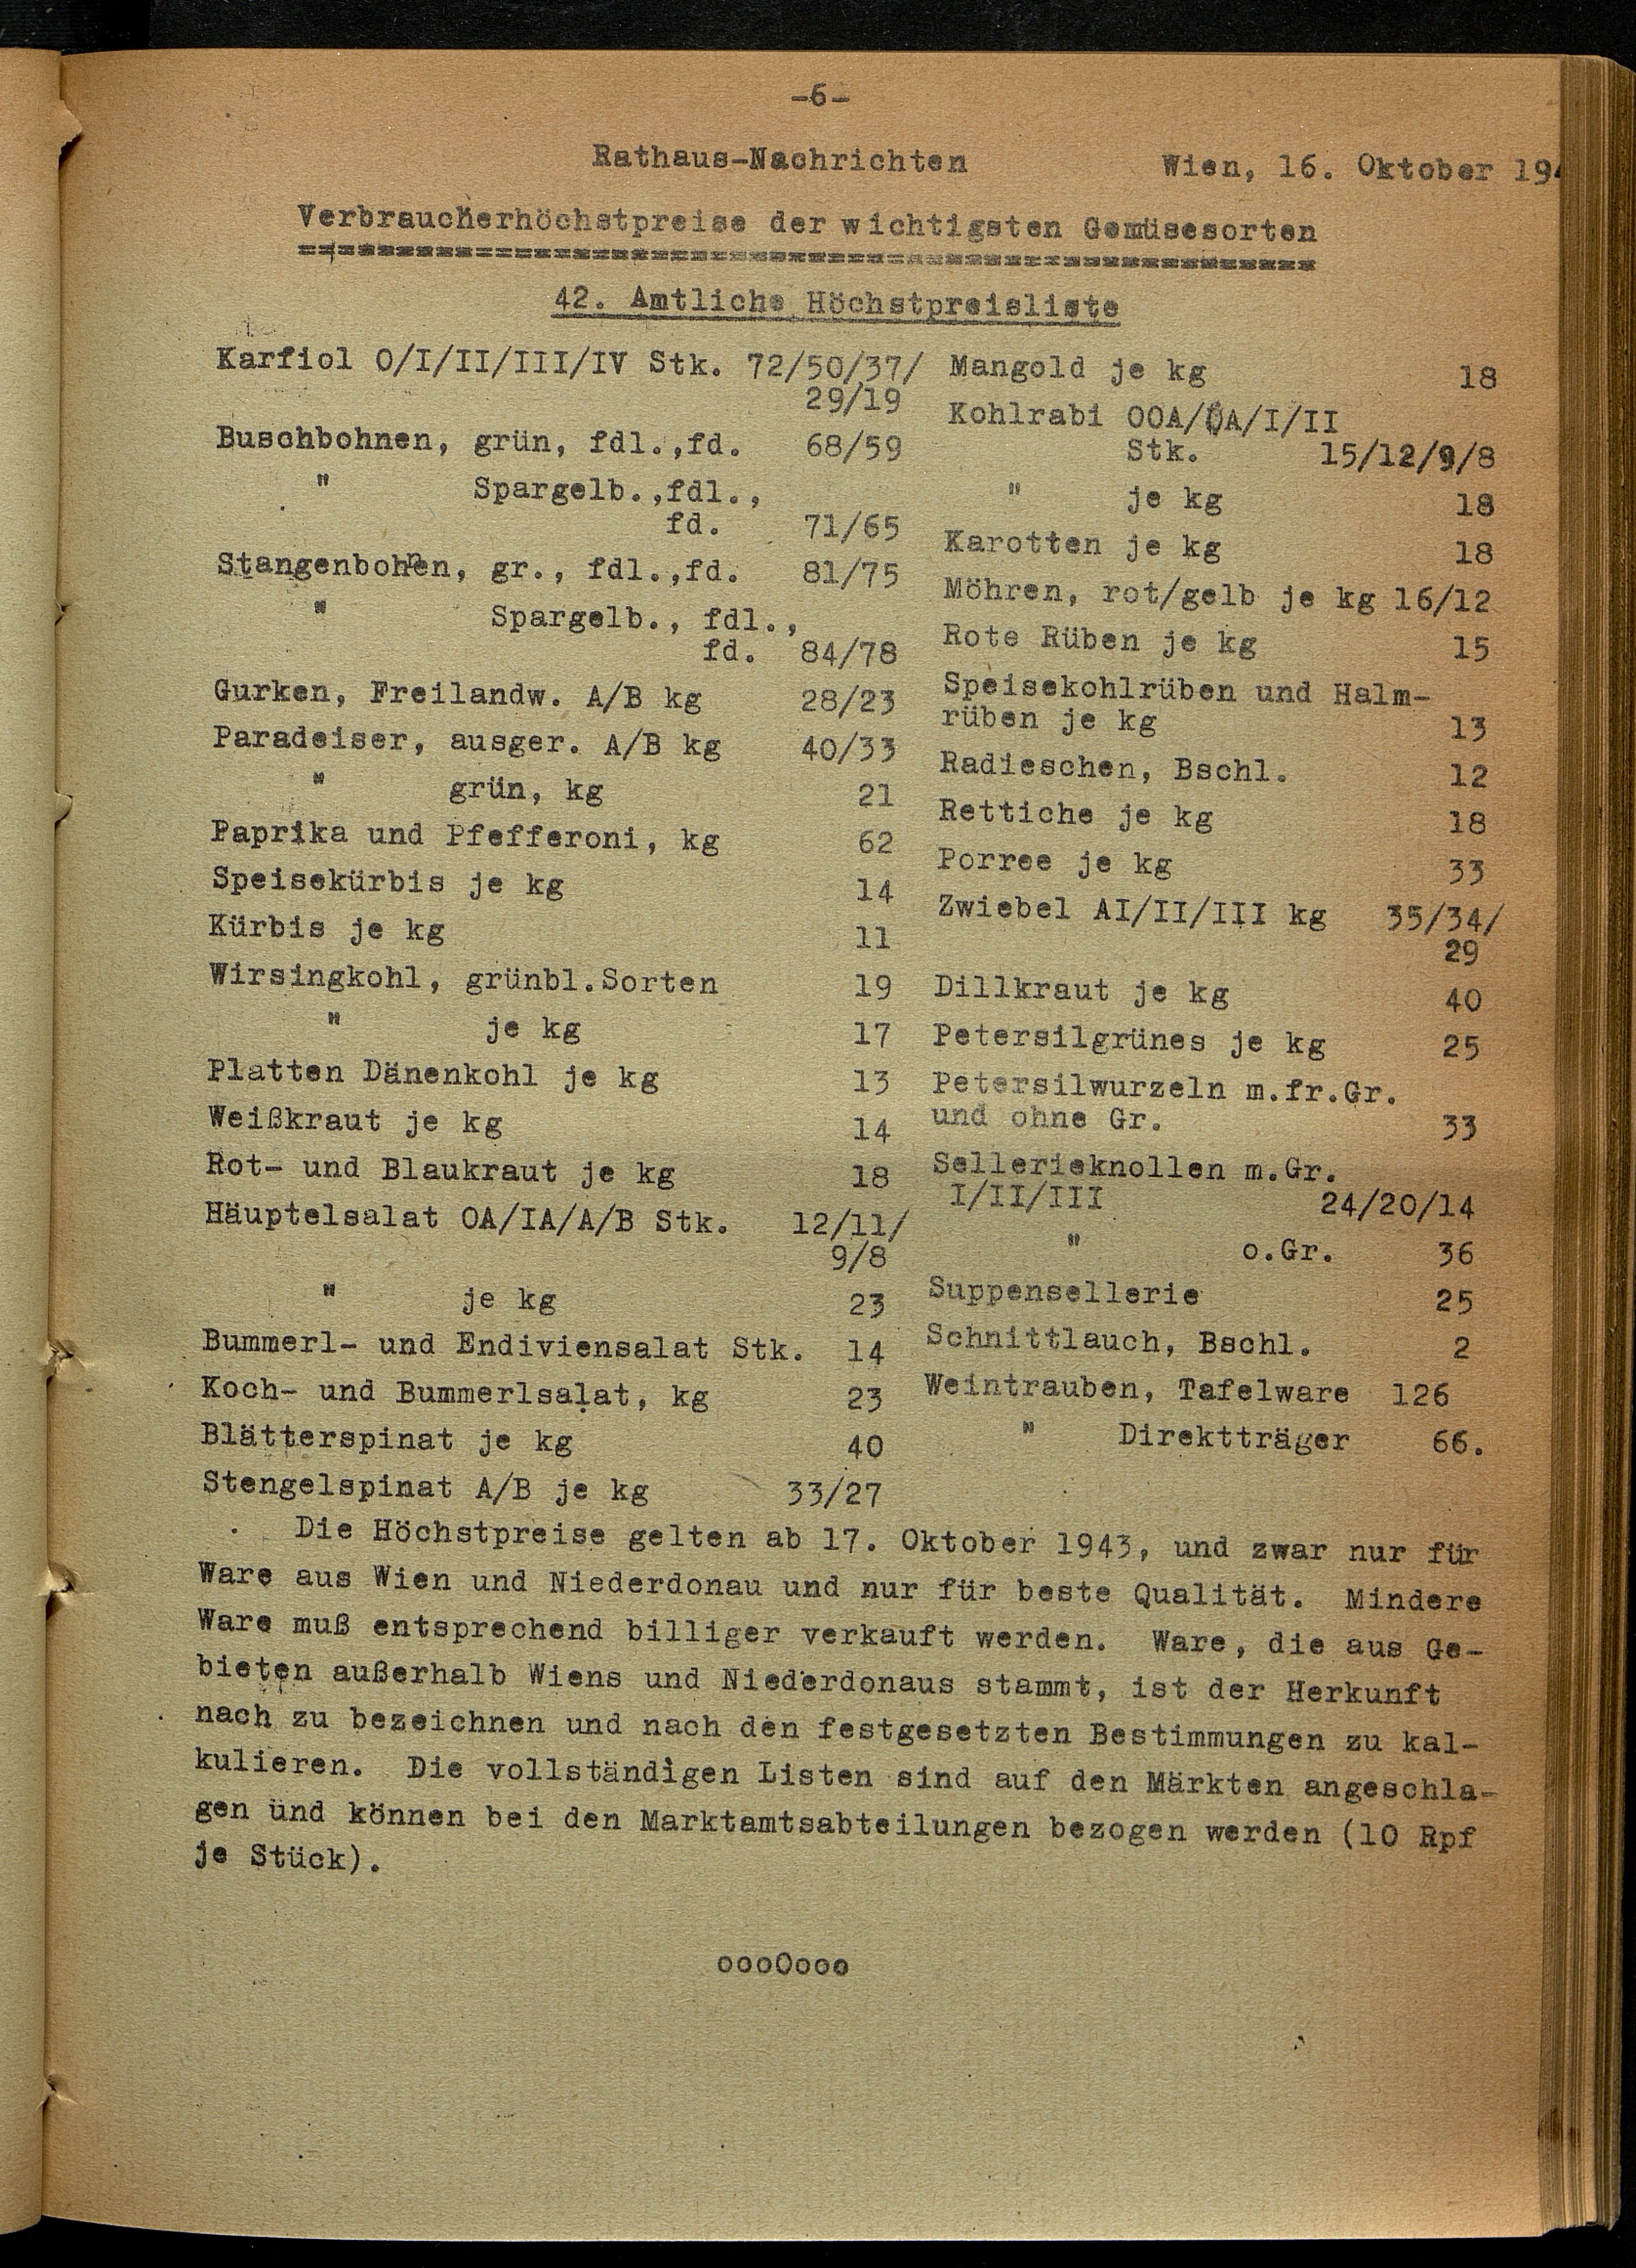 -6-
Rathaus-Nachrichten Wien, 16. Oktober 194
Verbraucherhöchstpreise der wichtigsten Gemüsesorten
42. Amtliche Höchstpreisliste
Karfiol O/I/II/III/IV Stk. 72/50/37/
29/19
Buschbohnen, grün, fdl.,fd. 68/59
" Spargelb.,fdl.,
fd. 71/65
Stangenbohnen, gr., fdl.,fd. 81/75
" Spargelb., fdl.,
fd. 84/78
Gurken, Freilandw. A/B kg 28/23
Paradeiser, ausger. A/B kg 40/33
" grün, kg 21
Paprika und Pfefferoni, kg 62
Speisekürbis je kg 14
Kürbis je kg 11
Wirsingkohl, grünbl.Sorten 19
" je kg 17
Platten Dänenkohl je kg 13
Weißkraut je kg 14
Rot- und Blaukraut je kg 18
Häuptelsalat OA/IA/A/B Stk. 12/11/
9/8
" je kg 23
Bummerl- und Endiviensalat Stk. 14
Koch- und Bummerlsalat, kg 23
Blätterspinat je kg 40
Stengelspinat A/B je kg 33/27
Mangold je kg 18
Kohlrabi OOA/OA/I/II
Stk. 15/12/9/8
" je kg 18
Karotten je kg 18
Möhren, rot/gelb je kg 16/12
Rote Rüben je kg 15
Speisekohlrüben und Halm-
rüben je kg 13
Radieschen, Bschl. 12
Rettiche je kg 18
Porree je kg 33
Zwiebel AI/II/III kg 35/34/
29
Dillkraut je kg 40
Petersilgrünes je kg 25
Petersilwurzeln m.fr.Gr.
und ohne Gr. 33
Sellerieknollen m.Gr.
I/II/III 24/20/14
" o.Gr. 36
Suppensellerie 25
Schnittlauch, Bschl. 2
Weintrauben, Tafelware 126
" Direktträger 66.
Die Höchstpreise gelten ab 17. Oktober 1943, und zwar nur für
Ware aus Wien und Niederdonau und nur für beste Qualität. Mindere
Ware muß entsprechend billiger verkauft werden. Ware, die aus Ge-
bieten außerhalb Wiens und Niederdonaus stammt, ist der Herkunft
nach zu bezeichnen und nach den festgesetzten Bestimmungen zu kal-
kulieren. Die vollständigen Listen sind auf den Märkten angeschla-
gen und können bei den Marktamtsabteilungen bezogen werden (10 Rpf
je Stück).
oooOooo